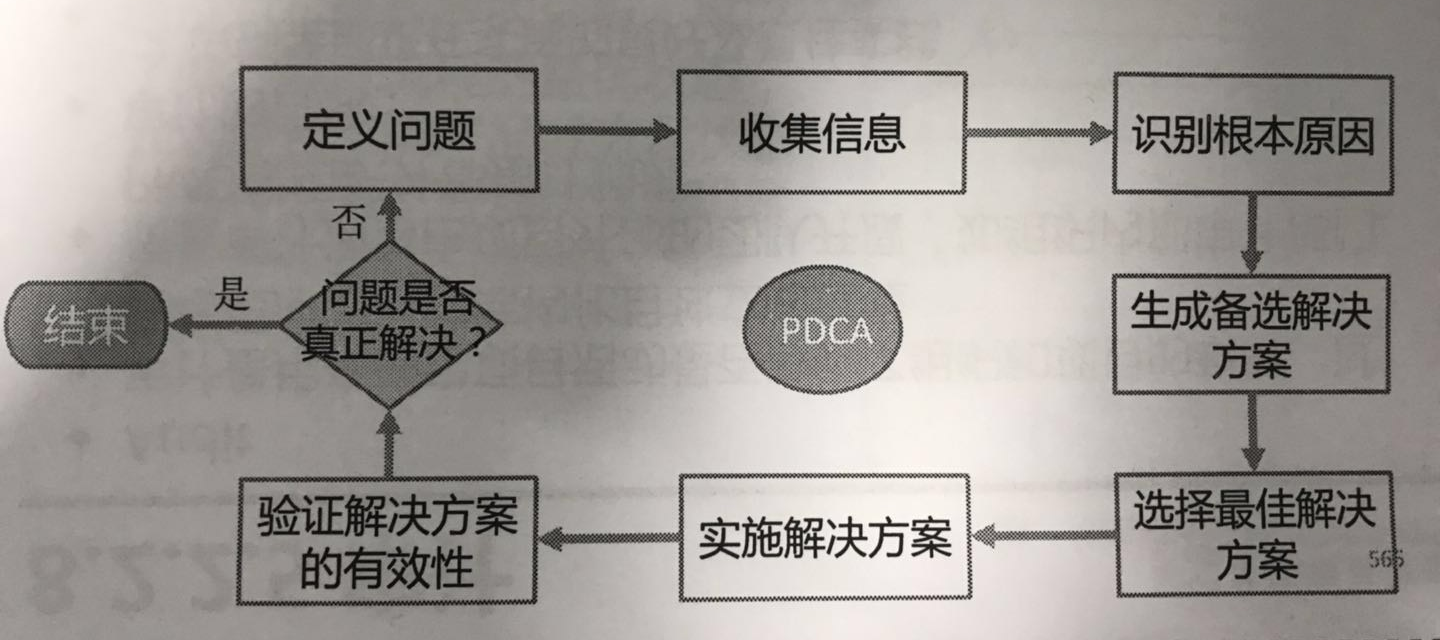 定义问题
收集信息
识别根本原因
否
是
结束
问题是否
真正解决？
PDCA
生成备选解决
方案
验证解决方案
的有效性
实施解决方案
选择最佳解决
方案
565